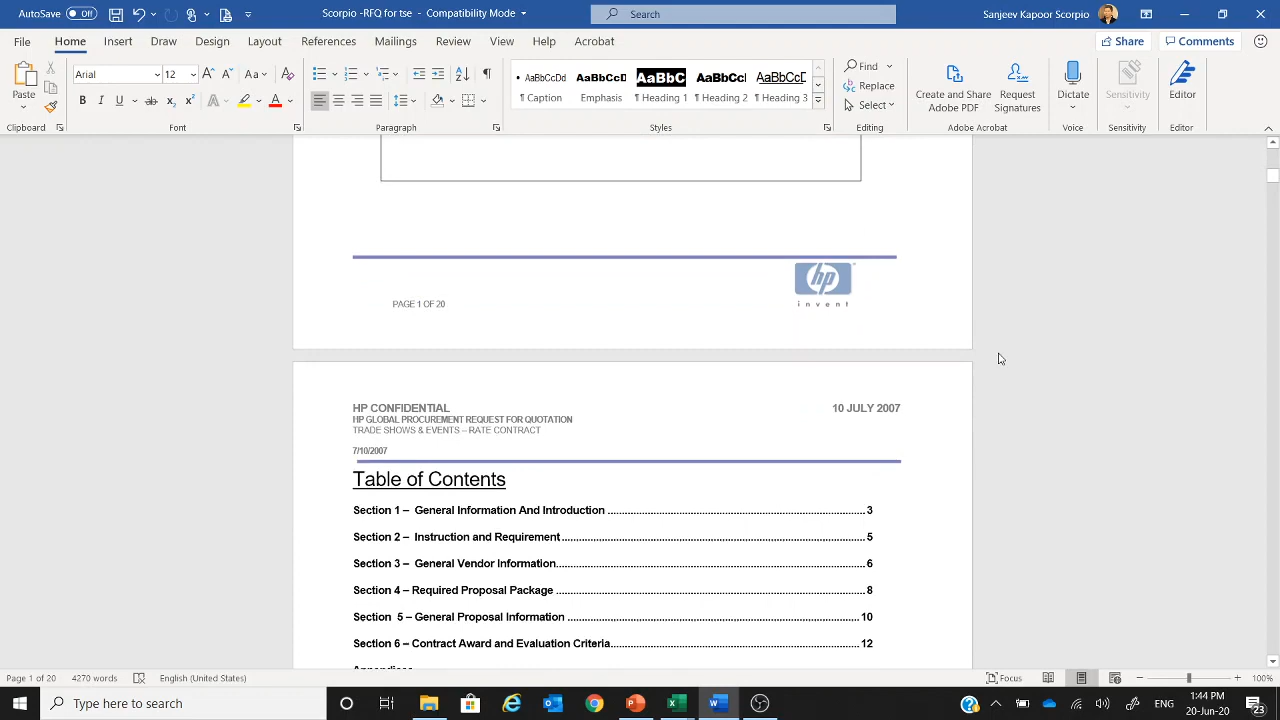 AutoSave Off Search Sanjeev Kapoor Singh
File Home Insert Draw Design Layout References Mailings Review View Help Acrobat Share Comments
Paste Arial 12 AaBbCcDd AaBbCcD AaBbC AaBbCcI AaBbCcD Find Replace Select
¶ Caption Emphasis ¶ Heading 1 ¶ Heading 2 ¶ Heading 3
Create and Share Adobe PDF Request Signatures Dictate Sensitivity Editor
Clipboard Font Paragraph Styles Editing Adobe Acrobat Voice Sensitivity Editor
hp
invent
PAGE 1 OF 20
HP CONFIDENTIAL 10 JULY 2007
HP GLOBAL PROCUREMENT REQUEST FOR QUOTATION
TRADE SHOWS & EVENTS – RATE CONTRACT
7/10/2007
Table of Contents
Section 1 – General Information And Introduction 3
Section 2 – Instruction and Requirement 5
Section 3 – General Vendor Information 6
Section 4 – Required Proposal Package 8
Section 5 – General Proposal Information 10
Section 6 – Contract Award and Evaluation Criteria 12
Appendices
Page 1 of 20 4270 words English (United States) Focus 100%
Type here to search ENG 1:44 PM
20-Jun-20